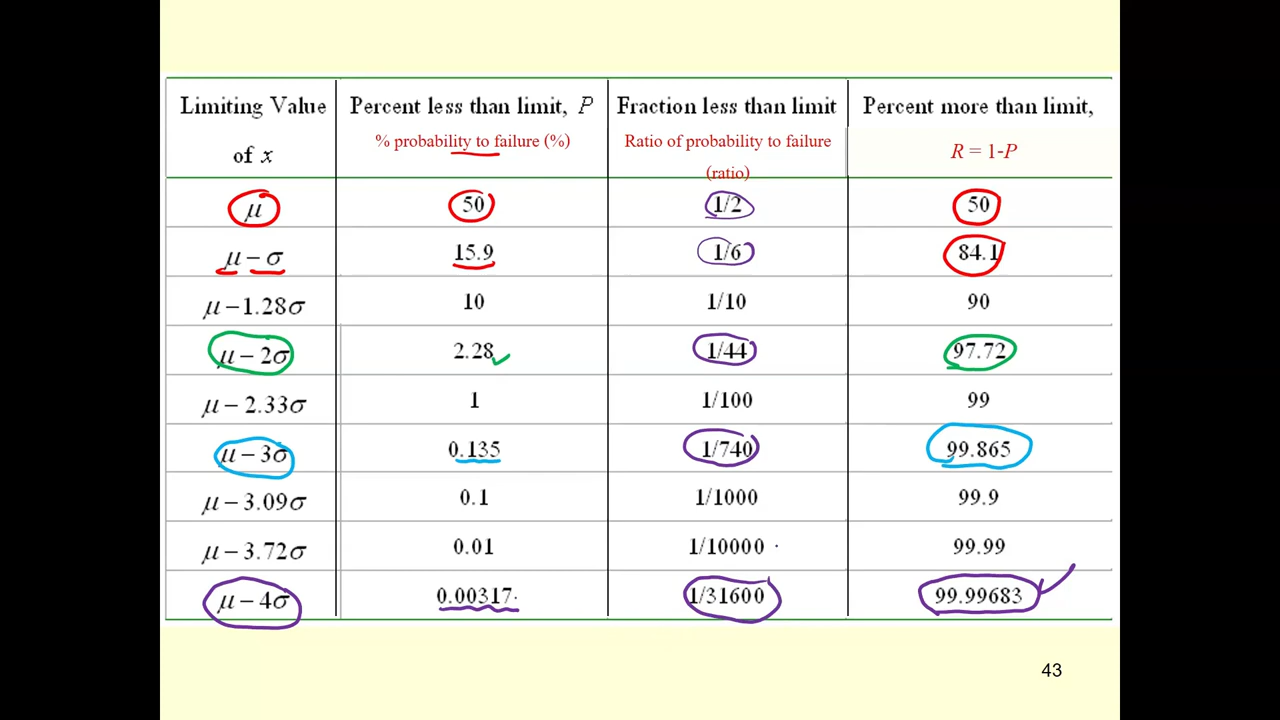 Limiting Value of x
Percent less than limit, P
% probability to failure (%)
Fraction less than limit
Ratio of probability to failure (ratio)
Percent more than limit,
R = 1-P
μ 50 1/2 50
μ – σ 15.9 1/6 84.1
μ – 1.28σ 10 1/10 90
μ – 2σ 2.28 1/44 97.72
μ – 2.33σ 1 1/100 99
μ – 3σ 0.135 1/740 99.865
μ – 3.09σ 0.1 1/1000 99.9
μ – 3.72σ 0.01 1/10000 99.99
μ – 4σ 0.00317 1/31600 99.99683
43